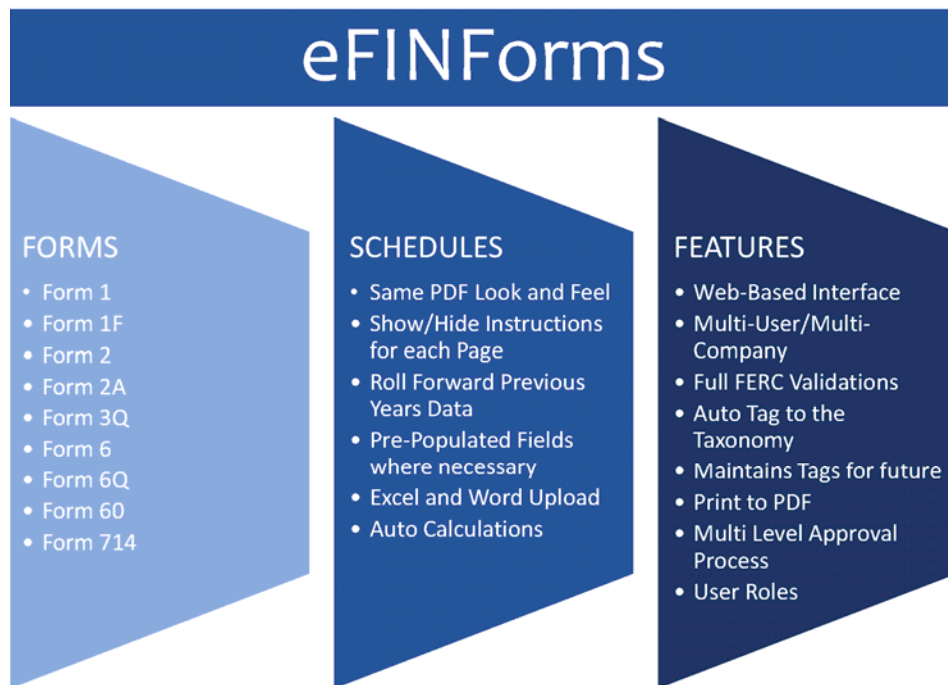 eFINForms
FORMS
• Form 1
• Form 1F
• Form 2
• Form 2A
• Form 3Q
• Form 6
• Form 6Q
• Form 60
• Form 714
SCHEDULES
• Same PDF Look and Feel
• Show/Hide Instructions
for each Page
• Roll Forward Previous
Years Data
• Pre-Populated Fields
where necessary
• Excel and Word Upload
• Auto Calculations
FEATURES
• Web-Based Interface
• Multi-User/Multi-
Company
• Full FERC Validations
• Auto Tag to the
Taxonomy
• Maintains Tags for future
• Print to PDF
• Multi Level Approval
Process
• User Roles